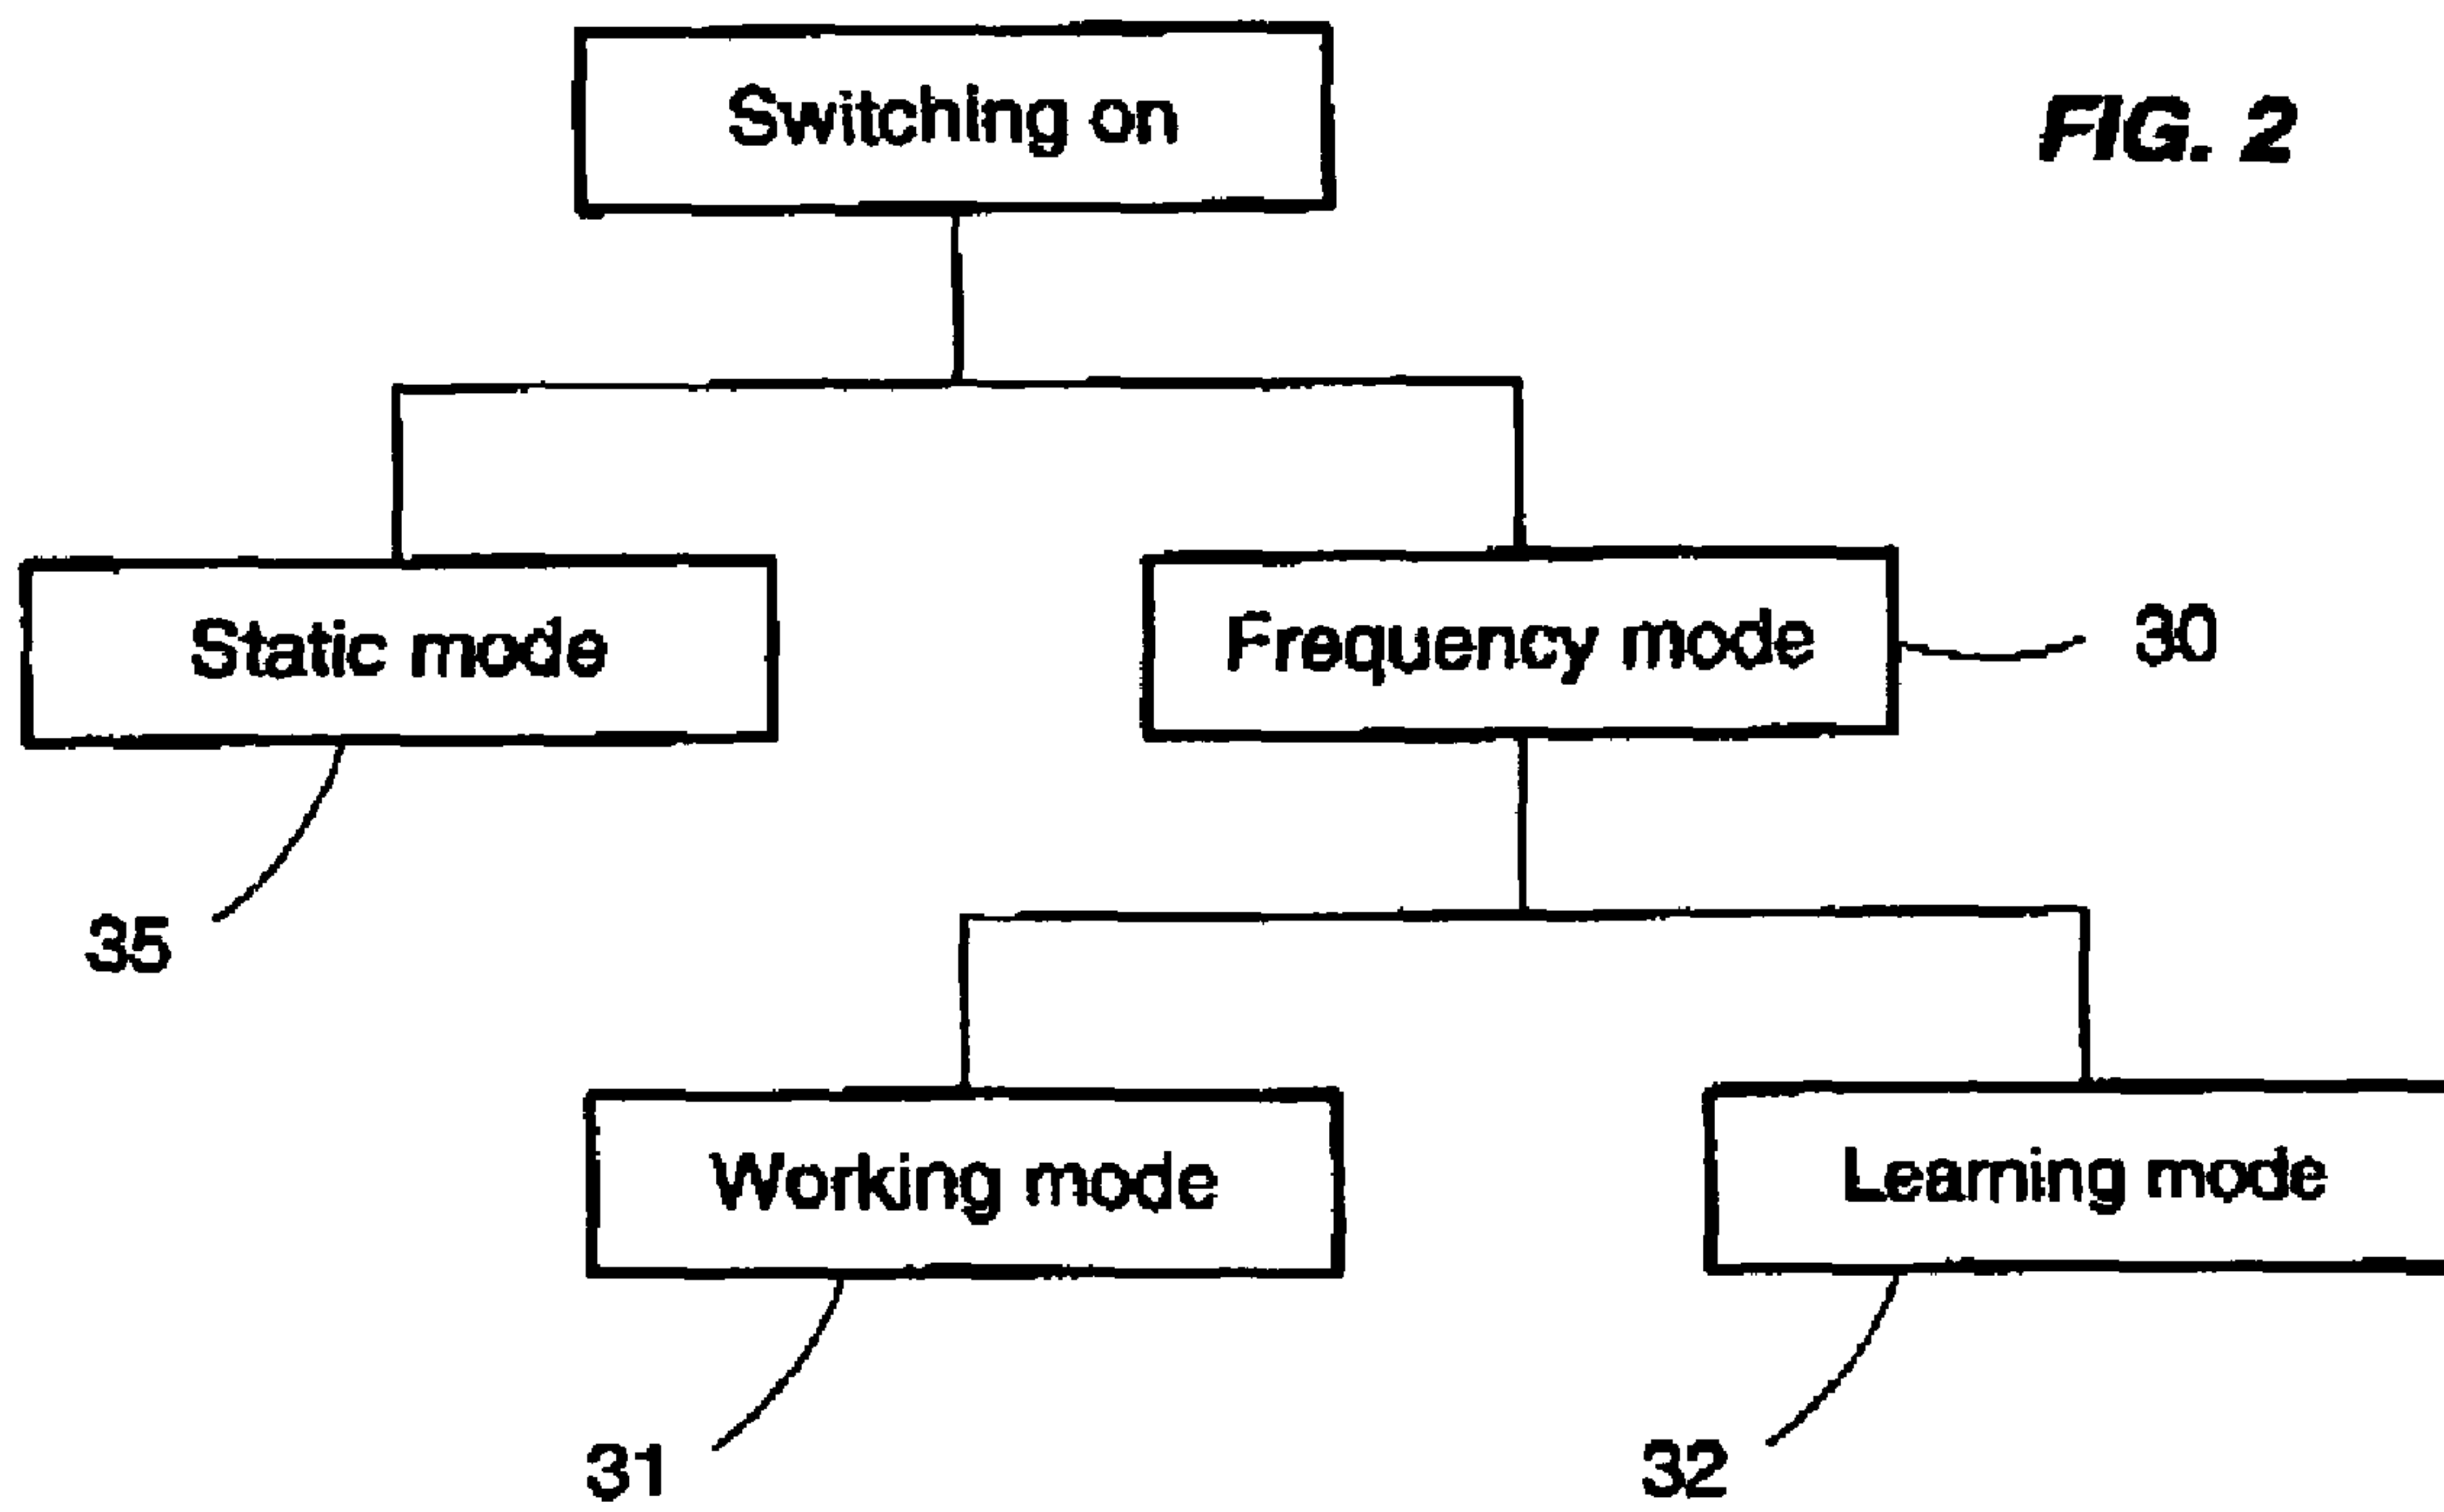 Switching on
FIG. 2
Static mode
Frequency mode
30
35
Working mode
Learning mode
31
32